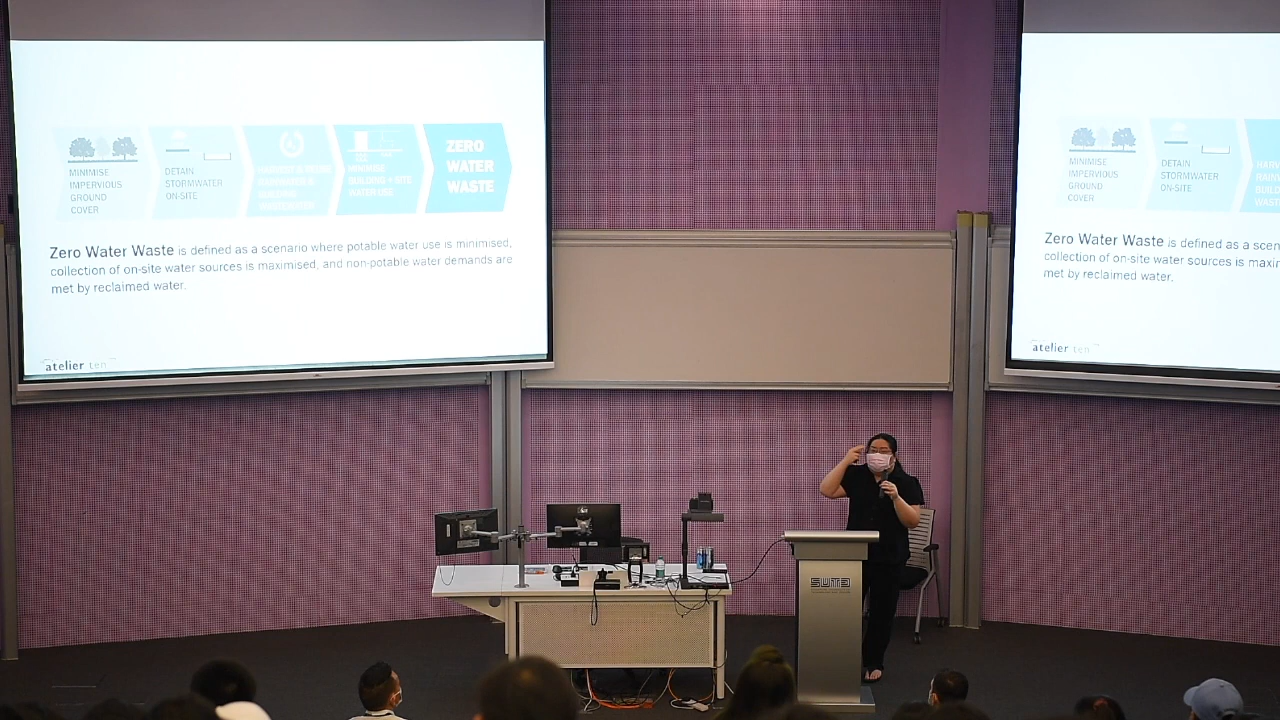 MINIMISE
IMPERVIOUS
GROUND
COVER
DETAIN
STORMWATER
ON-SITE
MINIMISE
BUILDING + SITE
WATER USE
ZERO
WATER
WASTE
Zero Water Waste is defined as a scenario where potable water use is minimised,
collection of on-site water sources is maximised, and non-potable water demands are
met by reclaimed water.
atelier ten
MINIMISE
IMPERVIOUS
GROUND
COVER
DETAIN
STORMWATER
ON-SITE
Zero Water Waste is defined as a scen
collection of on-site water sources is maxim
met by reclaimed water.
atelier ten
SUTD